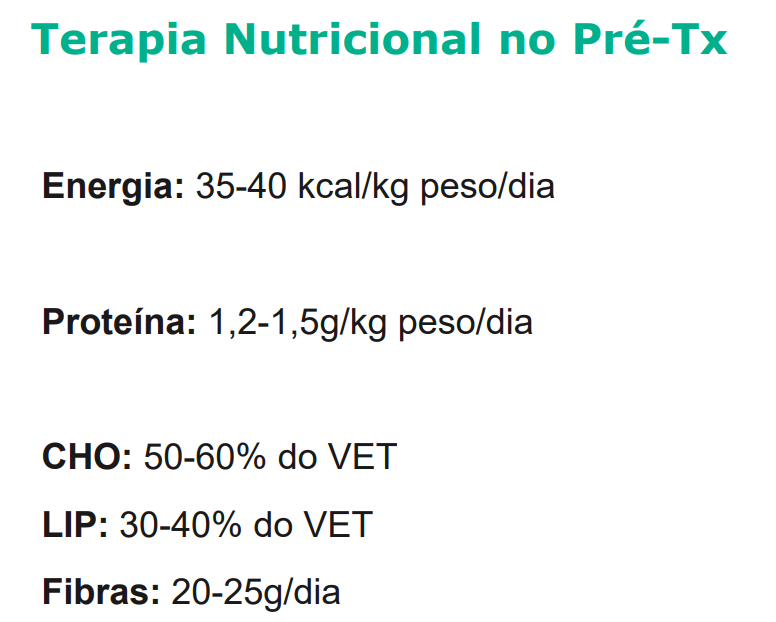 Terapia Nutricional no Pré-Tx
Energia: 35-40 kcal/kg peso/dia
Proteína: 1,2-1,5g/kg peso/dia
CHO: 50-60% do VET
LIP: 30-40% do VET
Fibras: 20-25g/dia